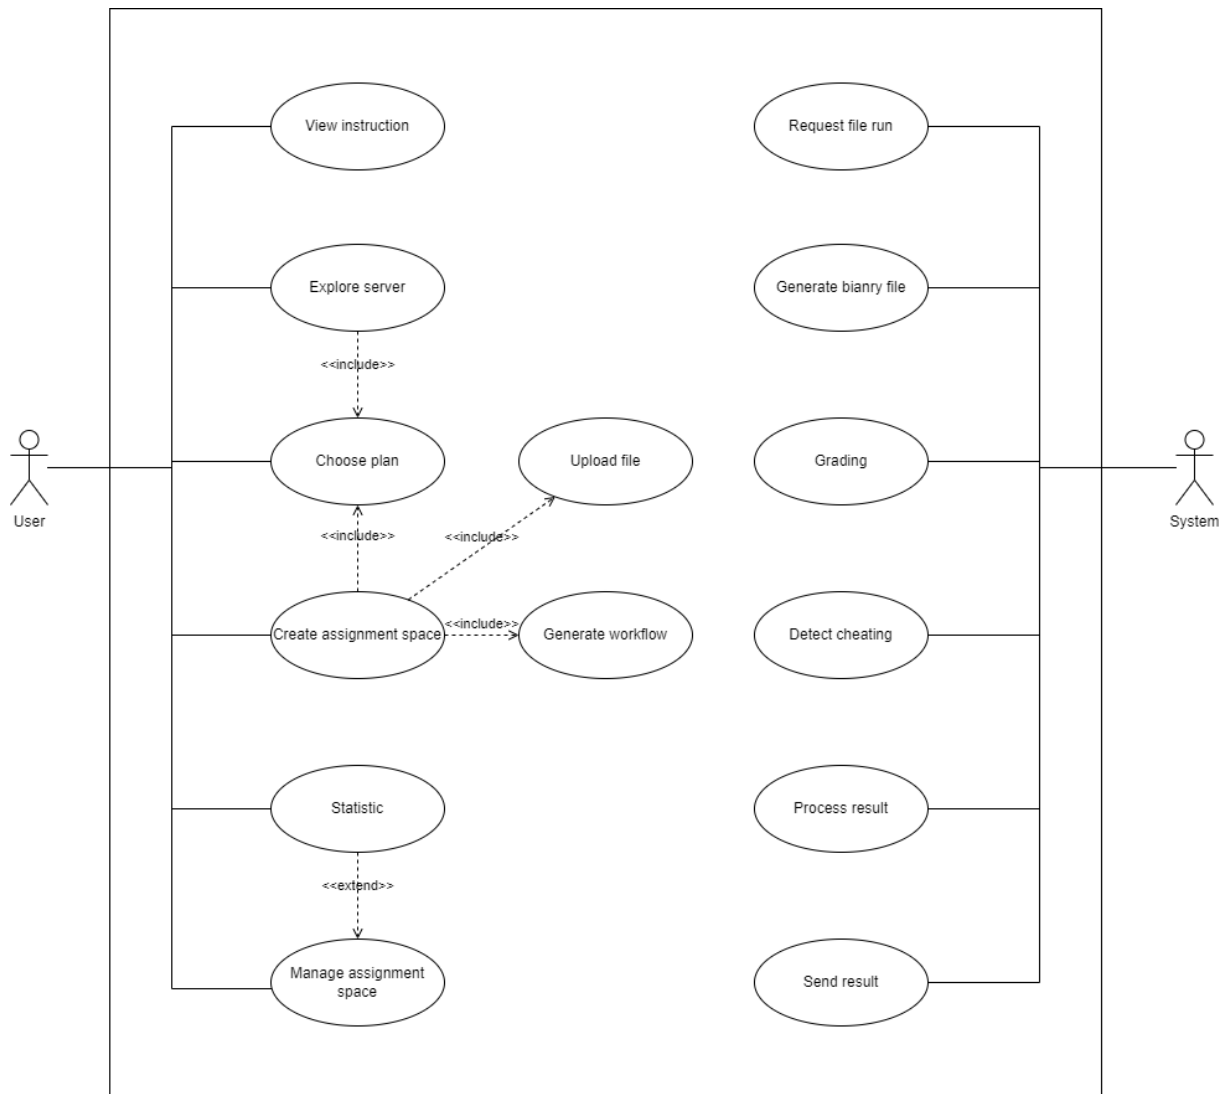 View instruction
Request file run
Explore server
Generate bianry file
<<include>>
Choose plan
Upload file
Grading
User
System
<<include>>
<<include>>
Create assignment space
<<include>>
Generate workflow
Detect cheating
Statistic
Process result
<<extend>>
Manage assignment
space
Send result